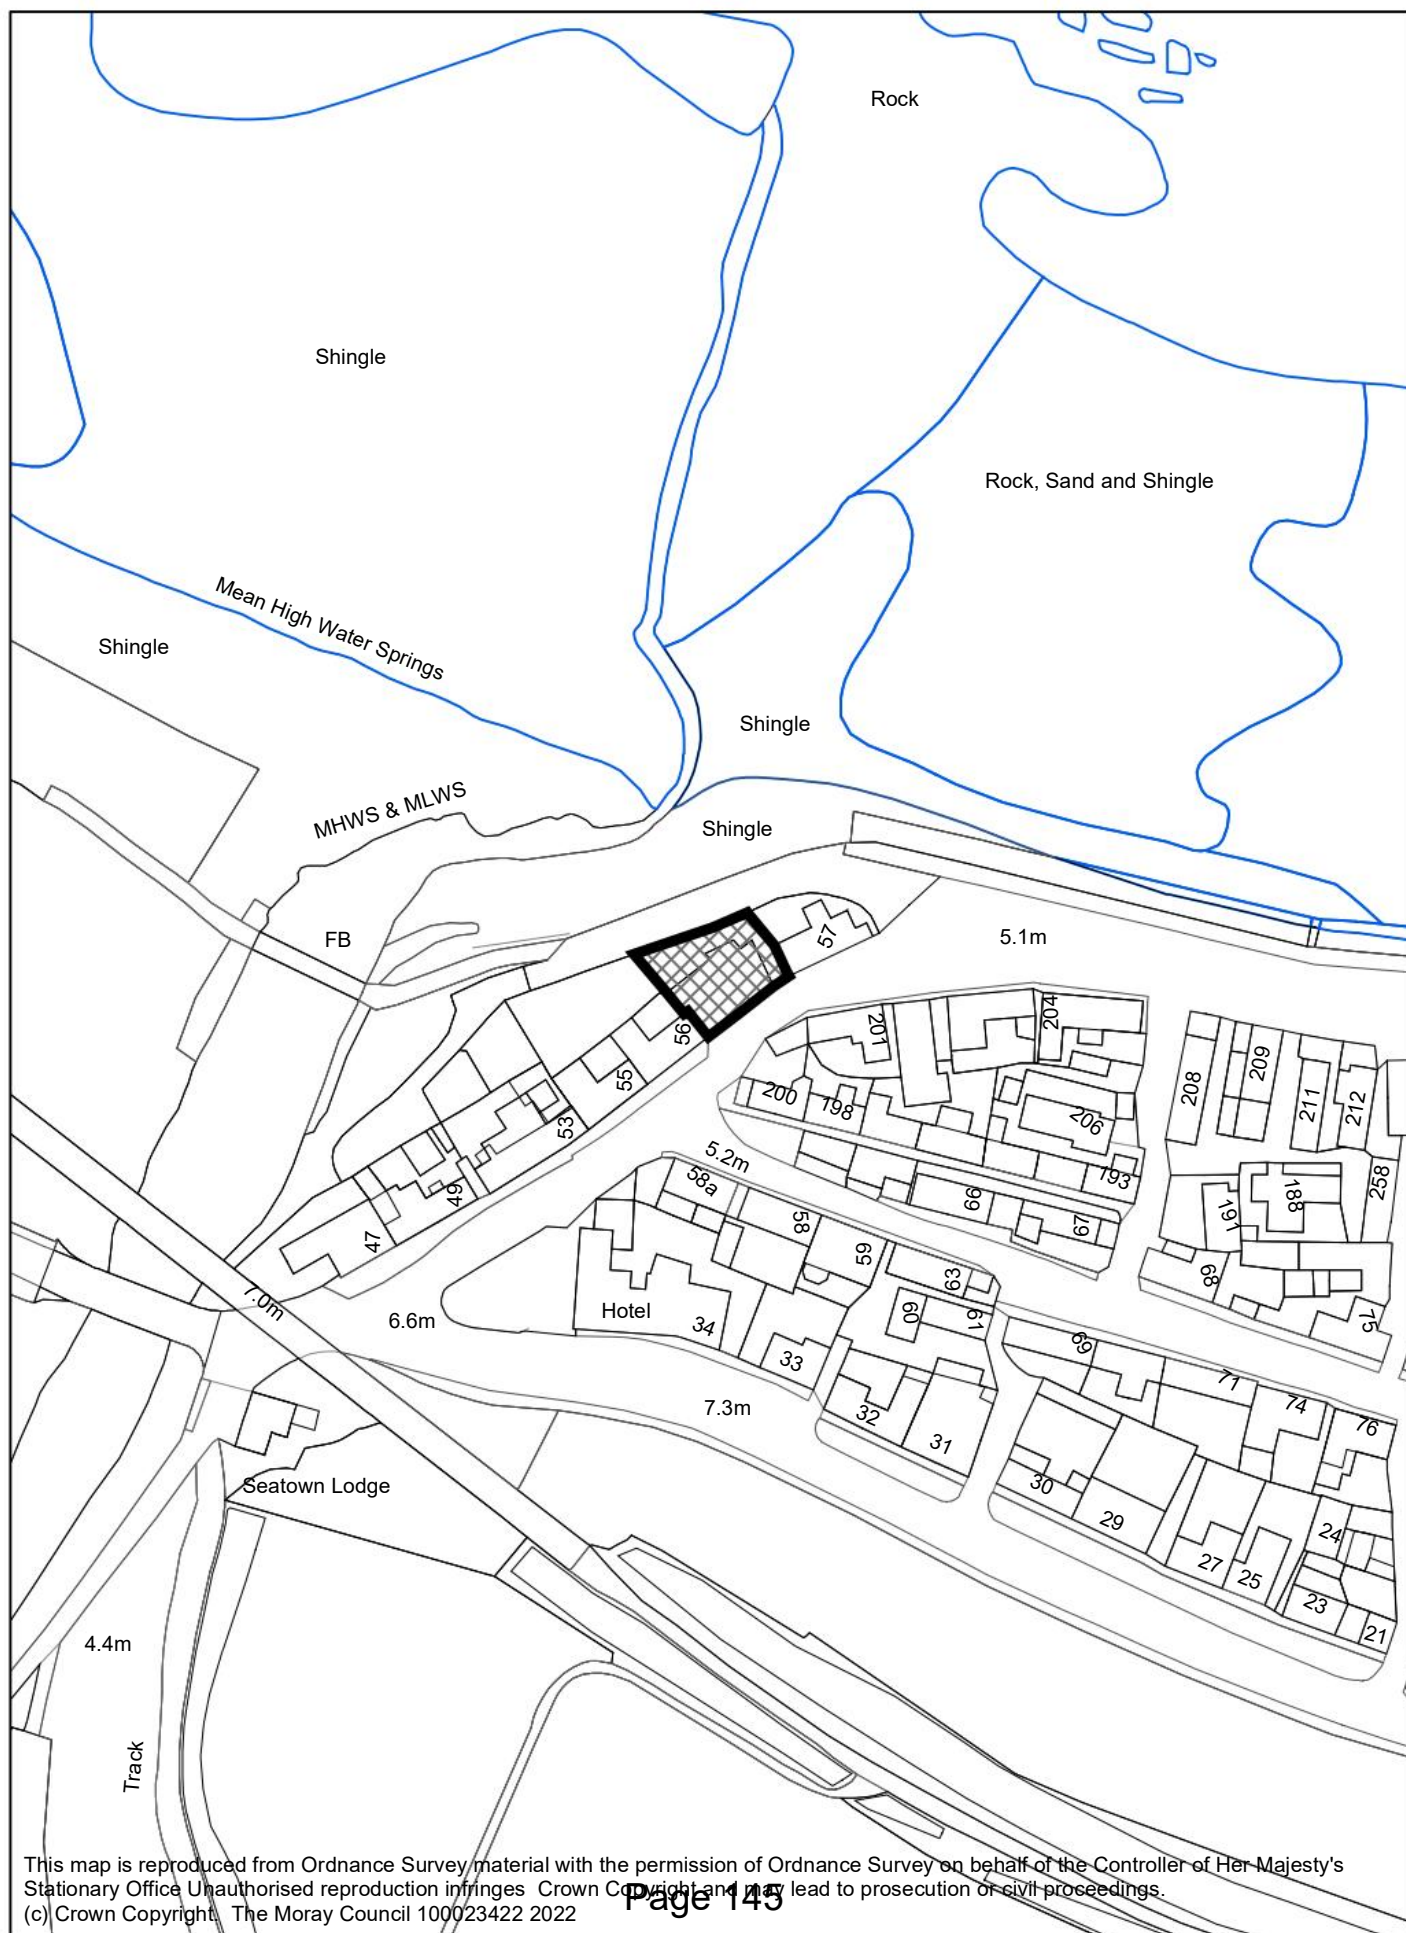 Rock
Shingle
Rock, Sand and Shingle
Mean High Water Springs
Shingle
Shingle
MHWS & MLWS
Shingle
FB
57
5.1m
56
201
204
55
200
198
206
208
209
211
212
53
5.2m
58a
193
49
66
67
191
188
258
47
58
59
63
68
7.0m
6.6m
Hotel
34
60
61
75
33
69
71
7.3m
32
31
74
76
Seatown Lodge
30
29
24
27
25
23
21
4.4m
Track
This map is reproduced from Ordnance Survey material with the permission of Ordnance Survey on behalf of the Controller of Her Majesty's
Stationary Office Unauthorised reproduction infringes Crown Copyright and may lead to prosecution or civil proceedings.
(c) Crown Copyright. The Moray Council 100023422 2022
Page 145